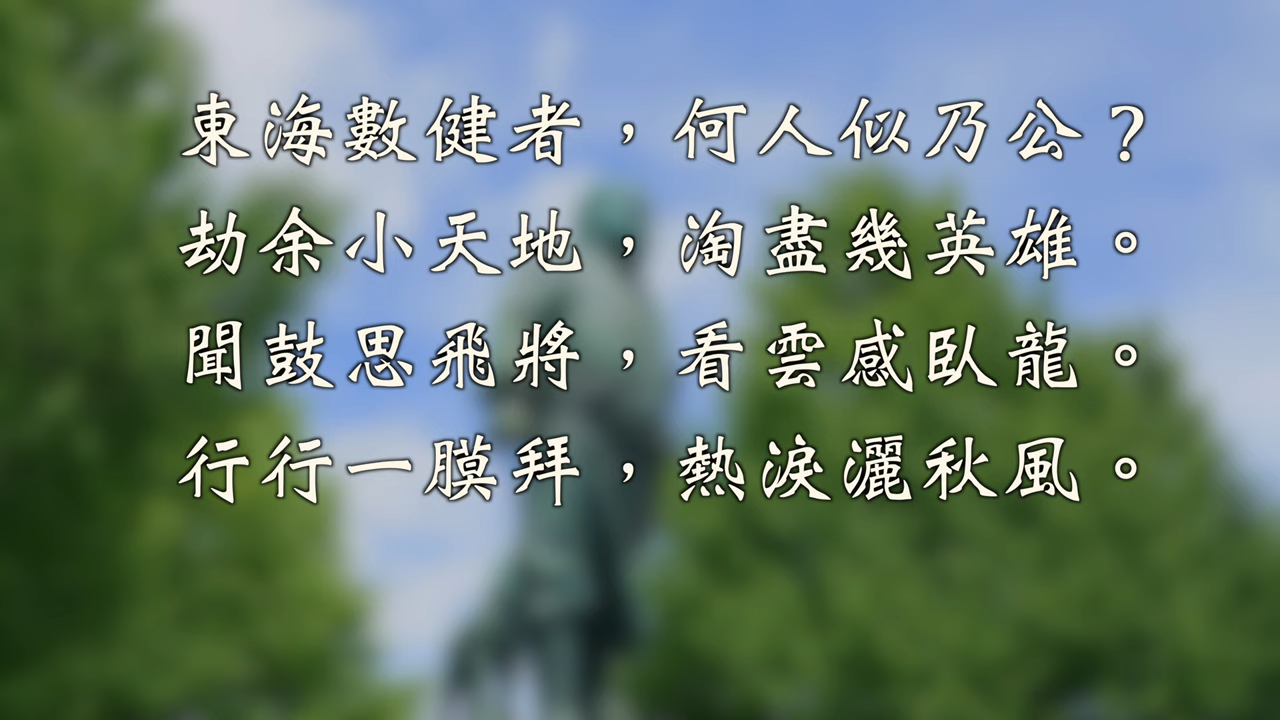 東海數健者，何人似乃公？
劫余小天地，淘盡幾英雄。
聞鼓思飛將，看雲感臥龍。
行行一膜拜，熱淚灑秋風。